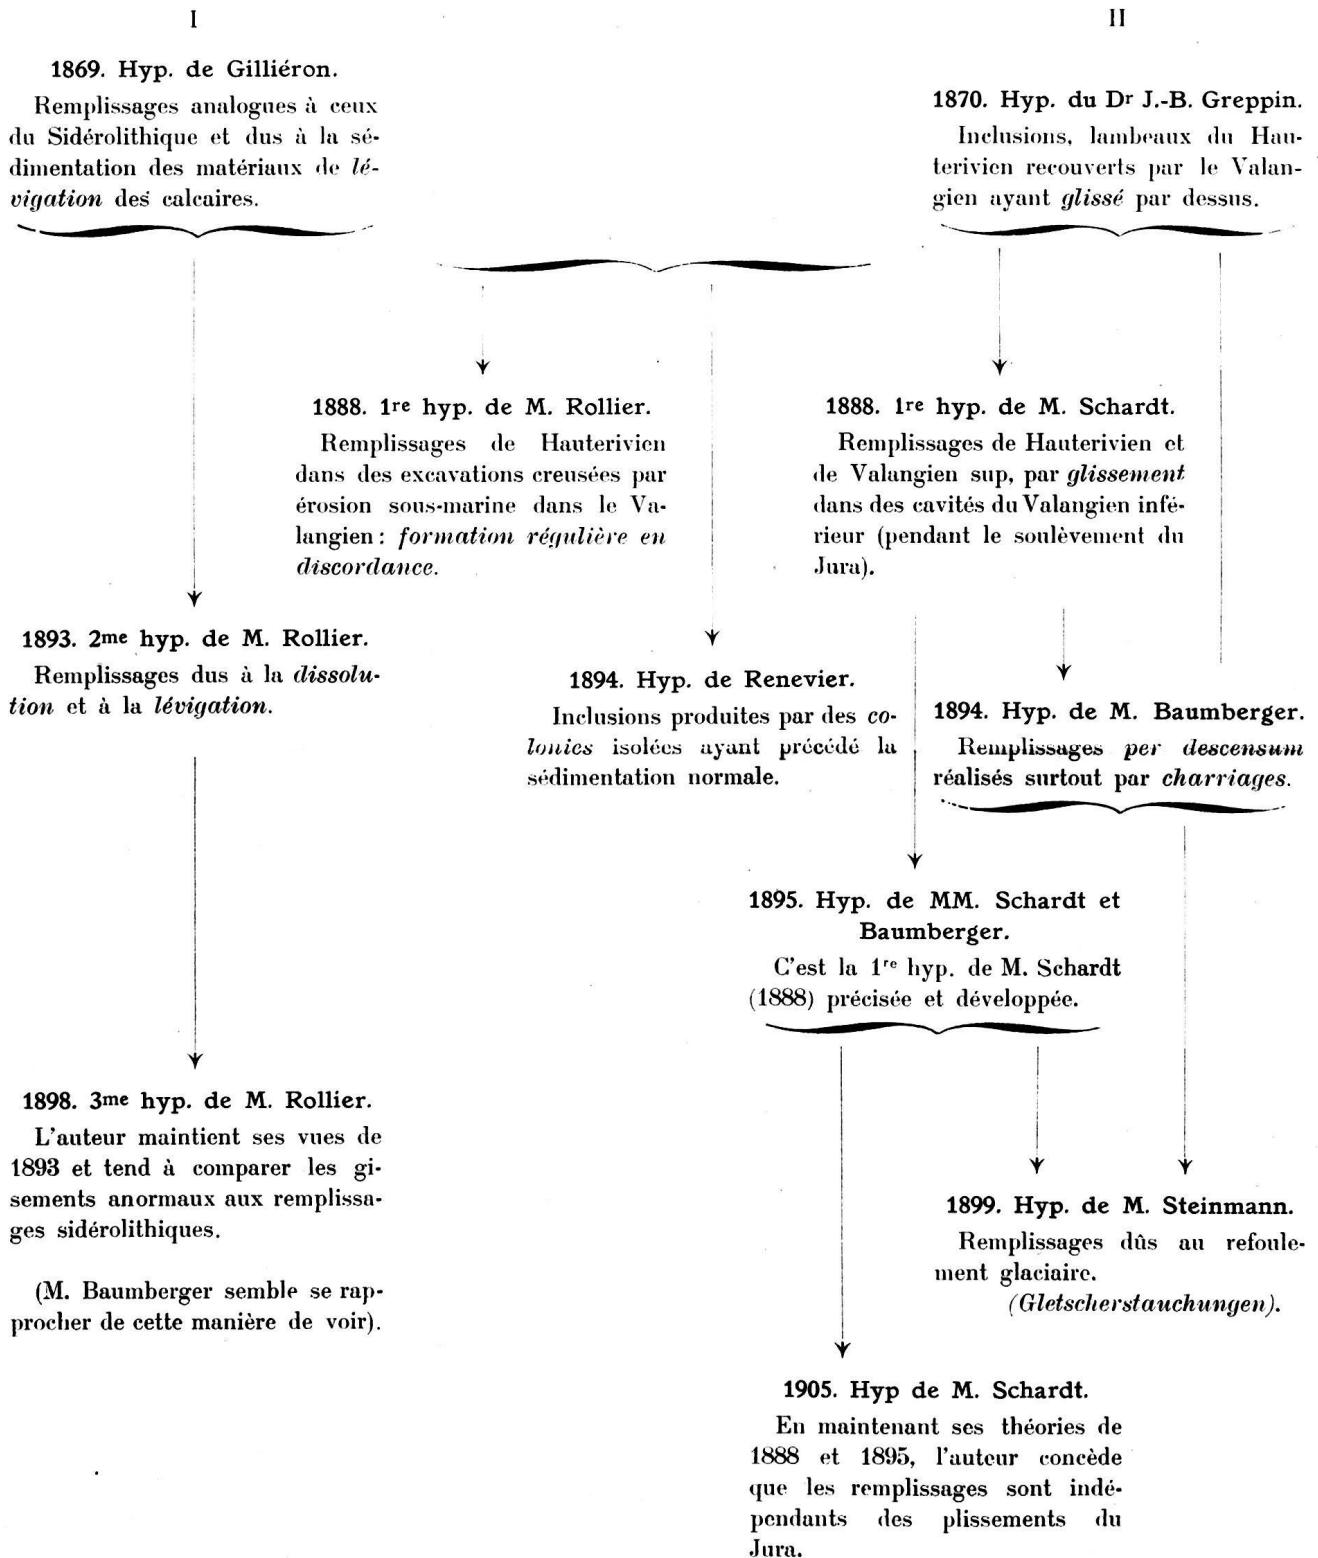 I
II
1869. Hyp. de Gilliéron.
Remplissages analogues à ceux
du Sidérolithique et dus à la sé-
dimentation des matériaux de lé-
vigation des calcaires.
1870. Hyp. du Dr J.-B. Greppin.
Inclusions, lambeaux du Hau-
terivien recouverts par le Valan-
gien ayant glissé par dessus.
1888. 1re hyp. de M. Rollier.
Remplissages de Hauterivien
dans des excavations creusées par
érosion sous-marine dans le Va-
langien : formation régulière en
discordance.
1888. 1re hyp. de M. Schardt.
Remplissages de Hauterivien et
de Valangien sup, par glissement
dans des cavités du Valangien infé-
rieur (pendant le soulèvement du
Jura).
1893. 2me hyp. de M. Rollier.
Remplissages dus à la dissolu-
tion et à la lévigation.
1894. Hyp. de Renevier.
Inclusions produites par des co-
lonies isolées ayant précédé la
sédimentation normale.
1894. Hyp. de M. Baumberger.
Remplissages per descensum
réalisés surtout par charriages.
1895. Hyp. de MM. Schardt et
Baumberger.
C'est la 1re hyp. de M. Schardt
(1888) précisée et développée.
1898. 3me hyp. de M. Rollier.
L'auteur maintient ses vues de
1893 et tend à comparer les gi-
sements anormaux aux remplissa-
ges sidérolithiques.
(M. Baumberger semble se rap-
procher de cette manière de voir).
1899. Hyp. de M. Steinmann.
Remplissages dûs au refoule-
ment glaciaire.
(Gletscherstauchungen).
1905. Hyp de M. Schardt.
En maintenant ses théories de
1888 et 1895, l'auteur concède
que les remplissages sont indé-
pendants des plissements du
Jura.